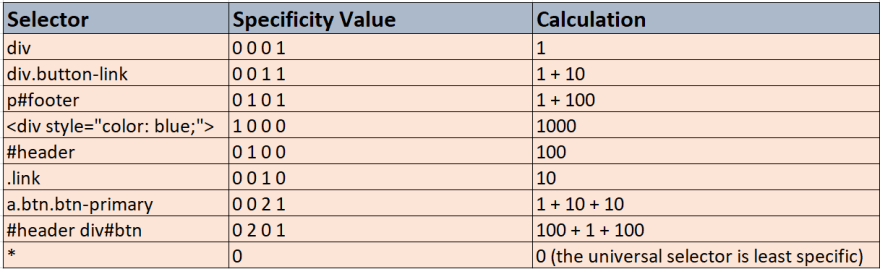 Selector Specificity Value Calculation
div 0 0 0 1 1
div.button-link 0 0 1 1 1 + 10
p#footer 0 1 0 1 1 + 100
<div style="color: blue;"> 1 0 0 0 1000
#header 0 1 0 0 100
.link 0 0 1 0 10
a.btn.btn-primary 0 0 2 1 1 + 10 + 10
#header div#btn 0 2 0 1 100 + 1 + 100
* 0 0 (the universal selector is least specific)